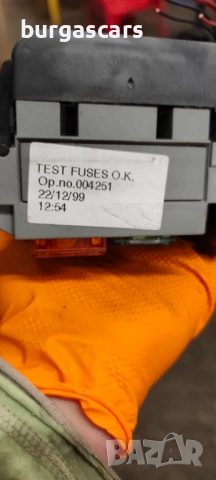 burgascars
TEST FUSES O.K.
Op.no.004251
22/12/99
12:54
BAZAR